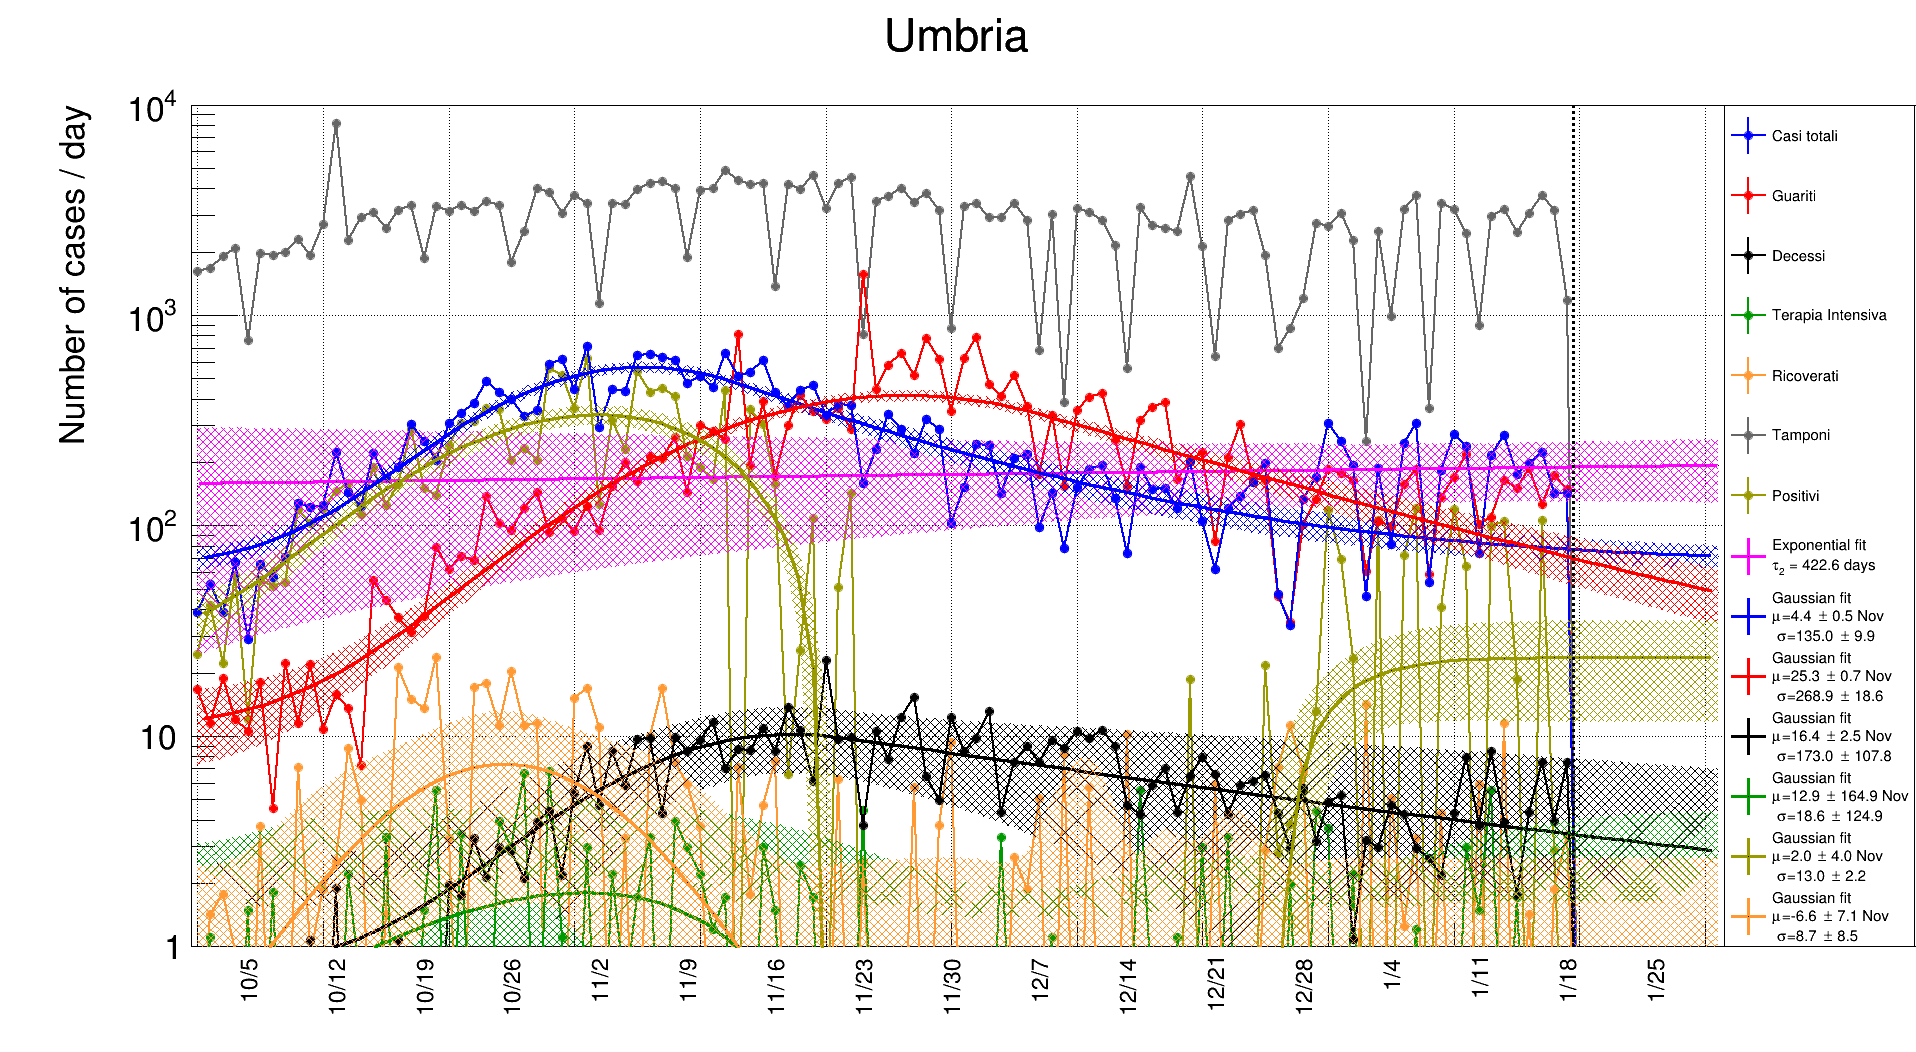 Umbria
Number of cases / day
10⁴
10³
10²
10
1
10/5
10/12
10/19
10/26
11/2
11/9
11/16
11/23
11/30
12/7
12/14
12/21
12/28
1/4
1/11
1/18
1/25
Casi totali
Guariti
Decessi
Terapia Intensiva
Ricoverati
Tamponi
Positivi
Exponential fit
τ₂ = 422.6 days
Gaussian fit
μ=4.4 ± 0.5 Nov
σ=135.0 ± 9.9
Gaussian fit
μ=25.3 ± 0.7 Nov
σ=268.9 ± 18.6
Gaussian fit
μ=16.4 ± 2.5 Nov
σ=173.0 ± 107.8
Gaussian fit
μ=12.9 ± 164.9 Nov
σ=18.6 ± 124.9
Gaussian fit
μ=2.0 ± 4.0 Nov
σ=13.0 ± 2.2
Gaussian fit
μ=-6.6 ± 7.1 Nov
σ=8.7 ± 8.5